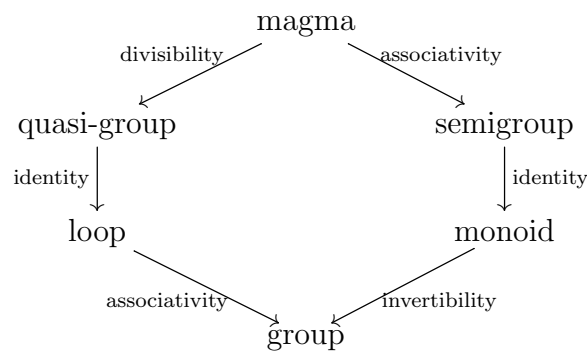 magma
divisibility associativity
quasi-group semigroup
identity identity
loop monoid
associativity invertibility
group